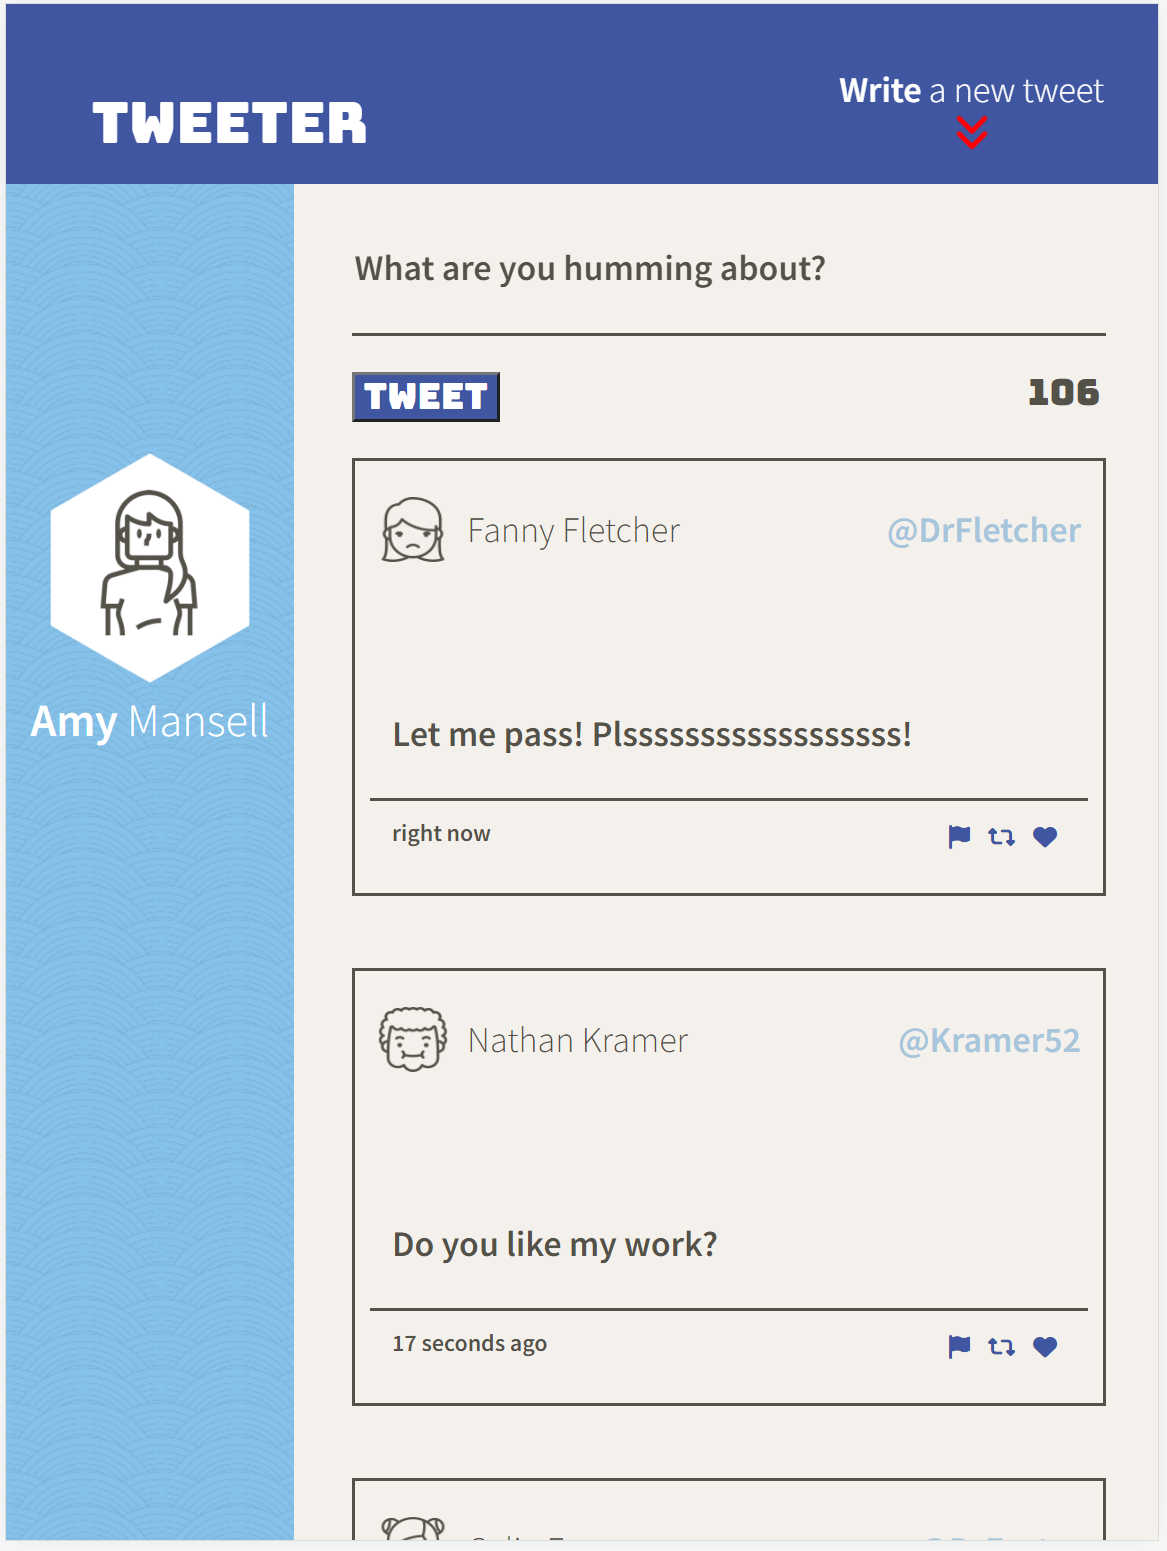 TWEETER
Write a new tweet
What are you humming about?
TWEET
106
Fanny Fletcher
@DrFletcher
Let me pass! Plssssssssssssssssss!
right now
Amy Mansell
Nathan Kramer
@Kramer52
Do you like my work?
17 seconds ago